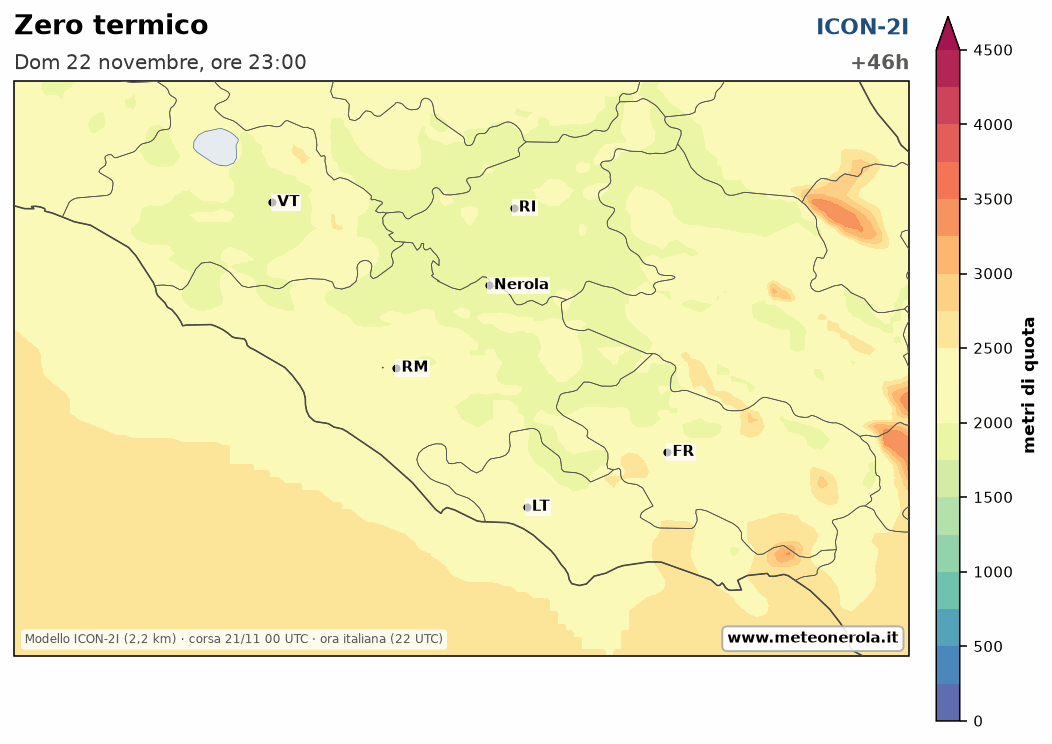 Zero termico
ICON-2I
Dom 22 novembre, ore 23:00
+46h
4500
4000
3500
3000
2500
2000
1500
1000
500
0
metri di quota
VT
RI
Nerola
RM
FR
LT
Modello ICON-2I (2,2 km) · corsa 21/11 00 UTC · ora italiana (22 UTC)
www.meteonerola.it